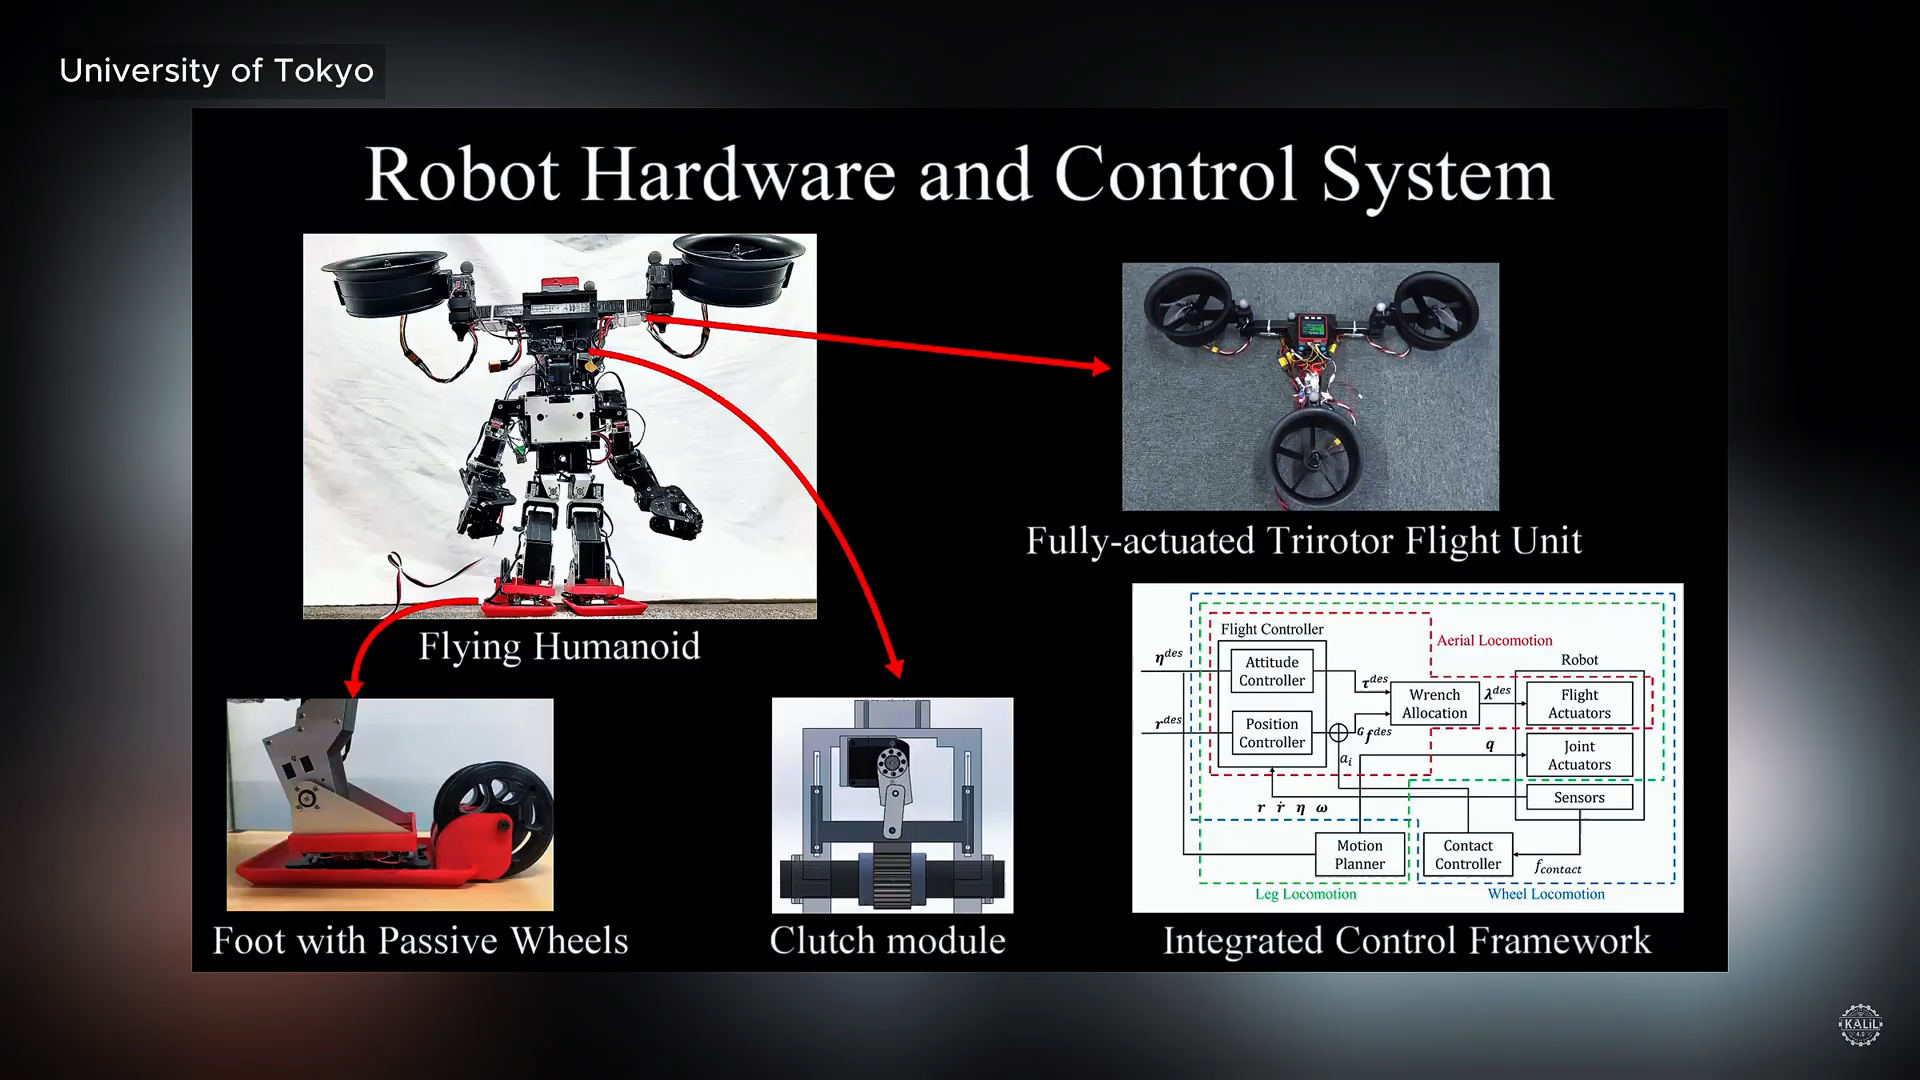 University of Tokyo
Robot Hardware and Control System
Flying Humanoid
Fully-actuated Trirotor Flight Unit
Foot with Passive Wheels
Clutch module
Flight Controller
Aerial Locomotion
η^des
Attitude
Controller
τ^des
Wrench
Allocation
λ^des
Robot
Flight
Actuators
r^des
Position
Controller
^G f^des
a_i
q
Joint
Actuators
Sensors
r ṙ η ω
Motion
Planner
Contact
Controller
f_contact
Leg Locomotion
Wheel Locomotion
Integrated Control Framework
KALiL
4.0